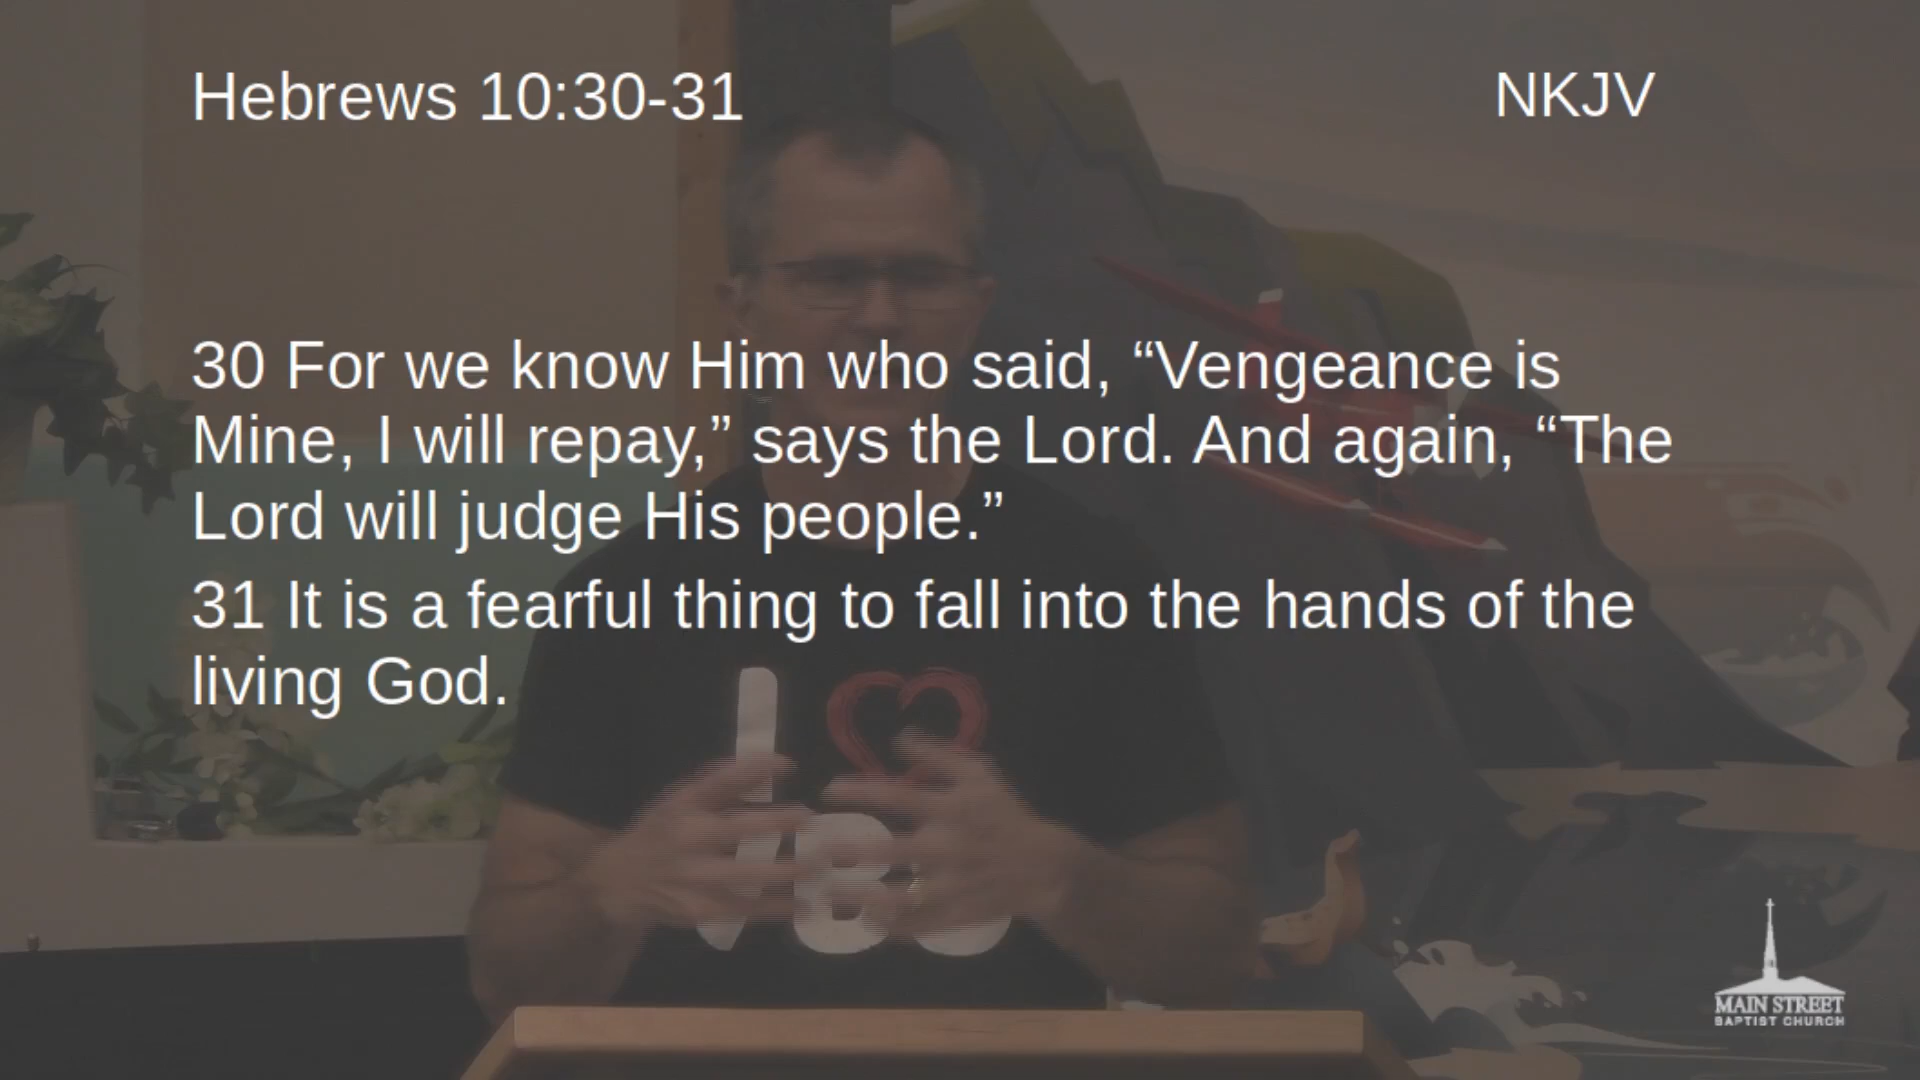 Hebrews 10:30-31
NKJV
30 For we know Him who said, “Vengeance is
Mine, I will repay,” says the Lord. And again, “The
Lord will judge His people.”
31 It is a fearful thing to fall into the hands of the
living God.
I
MAIN STREET
BAPTIST CHURCH